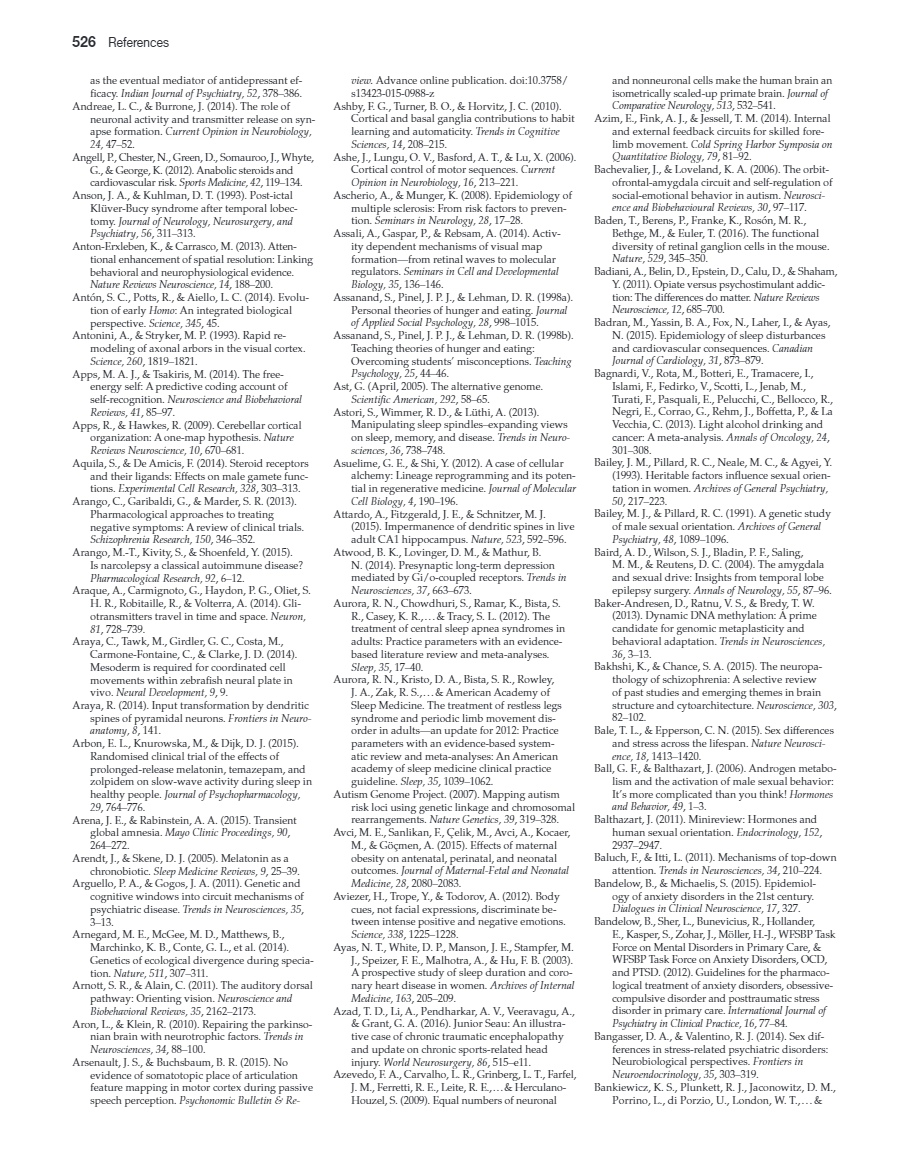 526 References
as the eventual mediator of antidepressant ef-
ficacy. Indian Journal of Psychiatry, 52, 378–386.
Andreae, L. C., & Burrone, J. (2014). The role of
neuronal activity and transmitter release on syn-
apse formation. Current Opinion in Neurobiology,
24, 47–52.
Angell, P., Chester, N., Green, D., Somauroo, J., Whyte,
G., & George, K. (2012). Anabolic steroids and
cardiovascular risk. Sports Medicine, 42, 119–134.
Anson, J. A., & Kuhlman, D. T. (1993). Post-ictal
Klüver-Bucy syndrome after temporal lobec-
tomy. Journal of Neurology, Neurosurgery, and
Psychiatry, 56, 311–313.
Anton-Erxleben, K., & Carrasco, M. (2013). Atten-
tional enhancement of spatial resolution: Linking
behavioral and neurophysiological evidence.
Nature Reviews Neuroscience, 14, 188–200.
Antón, S. C., Potts, R., & Aiello, L. C. (2014). Evolu-
tion of early Homo: An integrated biological
perspective. Science, 345, 45.
Antonini, A., & Stryker, M. P. (1993). Rapid re-
modeling of axonal arbors in the visual cortex.
Science, 260, 1819–1821.
Apps, M. A. J., & Tsakiris, M. (2014). The free-
energy self: A predictive coding account of
self-recognition. Neuroscience and Biobehavioral
Reviews, 41, 85–97.
Apps, R., & Hawkes, R. (2009). Cerebellar cortical
organization: A one-map hypothesis. Nature
Reviews Neuroscience, 10, 670–681.
Aquila, S., & De Amicis, F. (2014). Steroid receptors
and their ligands: Effects on male gamete func-
tions. Experimental Cell Research, 328, 303–313.
Arango, C., Garibaldi, G., & Marder, S. R. (2013).
Pharmacological approaches to treating
negative symptoms: A review of clinical trials.
Schizophrenia Research, 150, 346–352.
Arango, M.-T., Kivity, S., & Shoenfeld, Y. (2015).
Is narcolepsy a classical autoimmune disease?
Pharmacological Research, 92, 6–12.
Araque, A., Carmignoto, G., Haydon, P. G., Oliet, S.
H. R., Robitaille, R., & Volterra, A. (2014). Gli-
otransmitters travel in time and space. Neuron,
81, 728–739.
Araya, C., Tawk, M., Girdler, G. C., Costa, M.,
Carmone-Fontaine, C., & Clarke, J. D. (2014).
Mesoderm is required for coordinated cell
movements within zebrafish neural plate in
vivo. Neural Development, 9, 9.
Araya, R. (2014). Input transformation by dendritic
spines of pyramidal neurons. Frontiers in Neuro-
anatomy, 8, 141.
Arbon, E. L., Knurowska, M., & Dijk, D. J. (2015).
Randomised clinical trial of the effects of
prolonged-release melatonin, temazepam, and
zolpidem on slow-wave activity during sleep in
healthy people. Journal of Psychopharmacology,
29, 764–776.
Arena, J. E., & Rabinstein, A. A. (2015). Transient
global amnesia. Mayo Clinic Proceedings, 90,
264–272.
Arendt, J., & Skene, D. J. (2005). Melatonin as a
chronobiotic. Sleep Medicine Reviews, 9, 25–39.
Arguello, P. A., & Gogos, J. A. (2011). Genetic and
cognitive windows into circuit mechanisms of
psychiatric disease. Trends in Neurosciences, 35,
3–13.
Arnegard, M. E., McGee, M. D., Matthews, B.,
Marchinko, K. B., Conte, G. L., et al. (2014).
Genetics of ecological divergence during specia-
tion. Nature, 511, 307–311.
Arnott, S. R., & Alain, C. (2011). The auditory dorsal
pathway: Orienting vision. Neuroscience and
Biobehavioral Reviews, 35, 2162–2173.
Aron, L., & Klein, R. (2010). Repairing the parkinso-
nian brain with neurotrophic factors. Trends in
Neurosciences, 34, 88–100.
Arsenault, J. S., & Buchsbaum, B. R. (2015). No
evidence of somatotopic place of articulation
feature mapping in motor cortex during passive
speech perception. Psychonomic Bulletin & Re-
view. Advance online publication. doi:10.3758/
s13423-015-0988-z
Ashby, F. G., Turner, B. O., & Horvitz, J. C. (2010).
Cortical and basal ganglia contributions to habit
learning and automaticity. Trends in Cognitive
Sciences, 14, 208–215.
Ashe, J., Lungu, O. V., Basford, A. T., & Lu, X. (2006).
Cortical control of motor sequences. Current
Opinion in Neurobiology, 16, 213–221.
Ascherio, A., & Munger, K. (2008). Epidemiology of
multiple sclerosis: From risk factors to preven-
tion. Seminars in Neurology, 28, 17–28.
Assali, A., Gaspar, P., & Rebsam, A. (2014). Activ-
ity dependent mechanisms of visual map
formation—from retinal waves to molecular
regulators. Seminars in Cell and Developmental
Biology, 35, 136–146.
Assanand, S., Pinel, J. P. J., & Lehman, D. R. (1998a).
Personal theories of hunger and eating. Journal
of Applied Social Psychology, 28, 998–1015.
Assanand, S., Pinel, J. P. J., & Lehman, D. R. (1998b).
Teaching theories of hunger and eating:
Overcoming students' misconceptions. Teaching
Psychology, 25, 44–46.
Ast, G. (April, 2005). The alternative genome.
Scientific American, 292, 58–65.
Astori, S., Wimmer, R. D., & Lüthi, A. (2013).
Manipulating sleep spindles–expanding views
on sleep, memory, and disease. Trends in Neuro-
sciences, 36, 738–748.
Asuelime, G. E., & Shi, Y. (2012). A case of cellular
alchemy: Lineage reprogramming and its poten-
tial in regenerative medicine. Journal of Molecular
Cell Biology, 4, 190–196.
Attardo, A., Fitzgerald, J. E., & Schnitzer, M. J.
(2015). Impermanence of dendritic spines in live
adult CA1 hippocampus. Nature, 523, 592–596.
Atwood, B. K., Lovinger, D. M., & Mathur, B.
N. (2014). Presynaptic long-term depression
mediated by Gi/o-coupled receptors. Trends in
Neurosciences, 37, 663–673.
Aurora, R. N., Chowdhuri, S., Ramar, K., Bista, S.
R., Casey, K. R.,… & Tracy, S. L. (2012). The
treatment of central sleep apnea syndromes in
adults: Practice parameters with an evidence-
based literature review and meta-analyses.
Sleep, 35, 17–40.
Aurora, R. N., Kristo, D. A., Bista, S. R., Rowley,
J. A., Zak, R. S.,… & American Academy of
Sleep Medicine. The treatment of restless legs
syndrome and periodic limb movement dis-
order in adults—an update for 2012: Practice
parameters with an evidence-based system-
atic review and meta-analyses: An American
academy of sleep medicine clinical practice
guideline. Sleep, 35, 1039–1062.
Autism Genome Project. (2007). Mapping autism
risk loci using genetic linkage and chromosomal
rearrangements. Nature Genetics, 39, 319–328.
Avci, M. E., Sanlikan, F., Çelik, M., Avci, A., Kocaer,
M., & Göçmen, A. (2015). Effects of maternal
obesity on antenatal, perinatal, and neonatal
outcomes. Journal of Maternal-Fetal and Neonatal
Medicine, 28, 2080–2083.
Aviezer, H., Trope, Y., & Todorov, A. (2012). Body
cues, not facial expressions, discriminate be-
tween intense positive and negative emotions.
Science, 338, 1225–1228.
Ayas, N. T., White, D. P., Manson, J. E., Stampfer, M.
J., Speizer, F. E., Malhotra, A., & Hu, F. B. (2003).
A prospective study of sleep duration and coro-
nary heart disease in women. Archives of Internal
Medicine, 163, 205–209.
Azad, T. D., Li, A., Pendharkar, A. V., Veeravagu, A.,
& Grant, G. A. (2016). Junior Seau: An illustra-
tive case of chronic traumatic encephalopathy
and update on chronic sports-related head
injury. World Neurosurgery, 86, 515–e11.
Azevedo, F. A., Carvalho, L. R., Grinberg, L. T., Farfel,
J. M., Ferretti, R. E., Leite, R. E.,… & Herculano-
Houzel, S. (2009). Equal numbers of neuronal
and nonneuronal cells make the human brain an
isometrically scaled-up primate brain. Journal of
Comparative Neurology, 513, 532–541.
Azim, E., Fink, A. J., & Jessell, T. M. (2014). Internal
and external feedback circuits for skilled fore-
limb movement. Cold Spring Harbor Symposia on
Quantitative Biology, 79, 81–92.
Bachevalier, J., & Loveland, K. A. (2006). The orbit-
ofrontal-amygdala circuit and self-regulation of
social-emotional behavior in autism. Neurosci-
ence and Biobehavioural Reviews, 30, 97–117.
Baden, T., Berens, P., Franke, K., Rosón, M. R.,
Bethge, M., & Euler, T. (2016). The functional
diversity of retinal ganglion cells in the mouse.
Nature, 529, 345–350.
Badiani, A., Belin, D., Epstein, D., Calu, D., & Shaham,
Y. (2011). Opiate versus psychostimulant addic-
tion: The differences do matter. Nature Reviews
Neuroscience, 12, 685–700.
Badran, M., Yassin, B. A., Fox, N., Laher, I., & Ayas,
N. (2015). Epidemiology of sleep disturbances
and cardiovascular consequences. Canadian
Journal of Cardiology, 31, 873–879.
Bagnardi, V., Rota, M., Botteri, E., Tramacere, I.,
Islami, F., Fedirko, V., Scotti, L., Jenab, M.,
Turati, F., Pasquali, E., Pelucchi, C., Bellocco, R.,
Negri, E., Corrao, G., Rehm, J., Boffetta, P., & La
Vecchia, C. (2013). Light alcohol drinking and
cancer: A meta-analysis. Annals of Oncology, 24,
301–308.
Bailey, J. M., Pillard, R. C., Neale, M. C., & Agyei, Y.
(1993). Heritable factors influence sexual orien-
tation in women. Archives of General Psychiatry,
50, 217–223.
Bailey, M. J., & Pillard, R. C. (1991). A genetic study
of male sexual orientation. Archives of General
Psychiatry, 48, 1089–1096.
Baird, A. D., Wilson, S. J., Bladin, P. F., Saling,
M. M., & Reutens, D. C. (2004). The amygdala
and sexual drive: Insights from temporal lobe
epilepsy surgery. Annals of Neurology, 55, 87–96.
Baker-Andresen, D., Ratnu, V. S., & Bredy, T. W.
(2013). Dynamic DNA methylation: A prime
candidate for genomic metaplasticity and
behavioral adaptation. Trends in Neurosciences,
36, 3–13.
Bakhshi, K., & Chance, S. A. (2015). The neuropa-
thology of schizophrenia: A selective review
of past studies and emerging themes in brain
structure and cytoarchitecture. Neuroscience, 303,
82–102.
Bale, T. L., & Epperson, C. N. (2015). Sex differences
and stress across the lifespan. Nature Neurosci-
ence, 18, 1413–1420.
Ball, G. F., & Balthazart, J. (2006). Androgen metabo-
ism and the activation of male sexual behavior:
It's more complicated than you think! Hormones
and Behavior, 49, 1–3.
Balthazart, J. (2011). Minireview: Hormones and
human sexual orientation. Endocrinology, 152,
2937–2947.
Baluch, F., & Itti, L. (2011). Mechanisms of top-down
attention. Trends in Neurosciences, 34, 210–224.
Bandelow, B., & Michaelis, S. (2015). Epidemiol-
ogy of anxiety disorders in the 21st century.
Dialogues in Clinical Neuroscience, 17, 327.
Bandelow, B., Sher, L., Bunevicius, R., Hollander,
E., Kasper, S., Zohar, J., Möller, H.-J., WFSBP Task
Force on Mental Disorders in Primary Care, &
WFSBP Task Force on Anxiety Disorders, OCD,
and PTSD. (2012). Guidelines for the pharmaco-
logical treatment of anxiety disorders, obsessive-
compulsive disorder and posttraumatic stress
disorder in primary care. International Journal of
Psychiatry in Clinical Practice, 16, 77–84.
Bangasser, D. A., & Valentino, R. J. (2014). Sex dif-
ferences in stress-related psychiatric disorders:
Neurobiological perspectives. Frontiers in
Neuroendocrinology, 35, 303–319.
Bankiewicz, K. S., Plunkett, R. J., Jaconowitz, D. M.,
Porrino, L., di Porzio, U., London, W. T.,… &